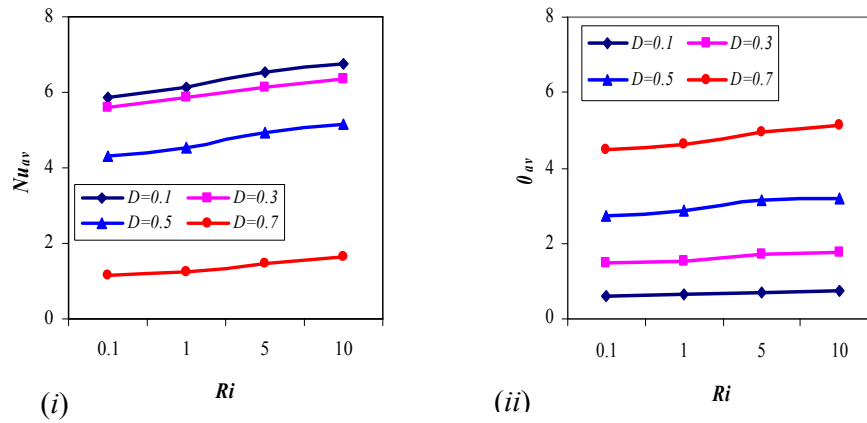 8
6
4
2
0
Nu_av
D=0.1 D=0.3
D=0.5 D=0.7
0.1 1 5 10
Ri
(i)
8
6
4
2
0
θ_av
D=0.1 D=0.3
D=0.5 D=0.7
0.1 1 5 10
Ri
(ii)